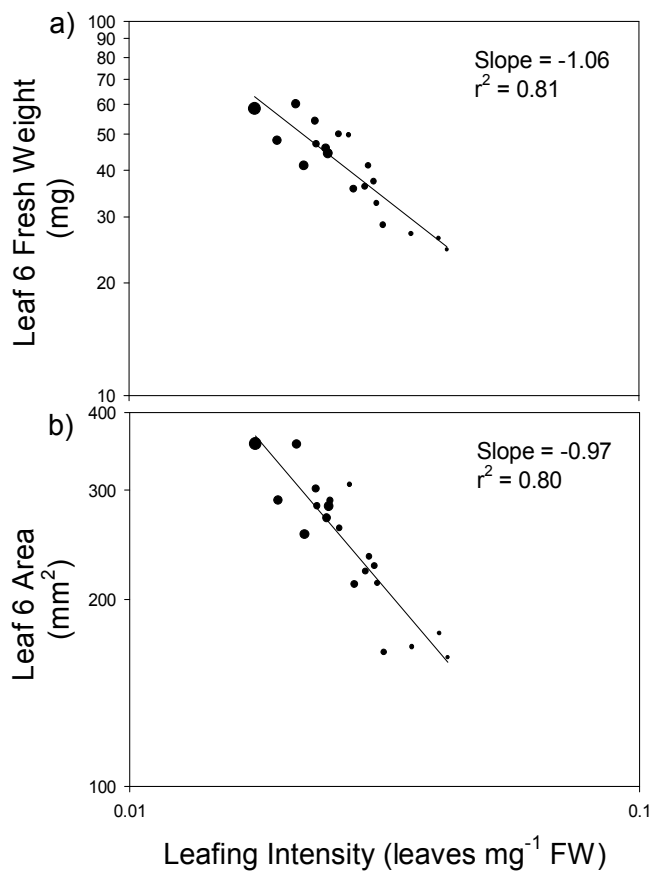 a)
100
90
80
70
60
50
40
30
20
10
Leaf 6 Fresh Weight
(mg)
Slope = -1.06
r² = 0.81
b)
400
300
200
100
Leaf 6 Area
(mm²)
Slope = -0.97
r² = 0.80
0.01
0.1
Leafing Intensity (leaves mg⁻¹ FW)